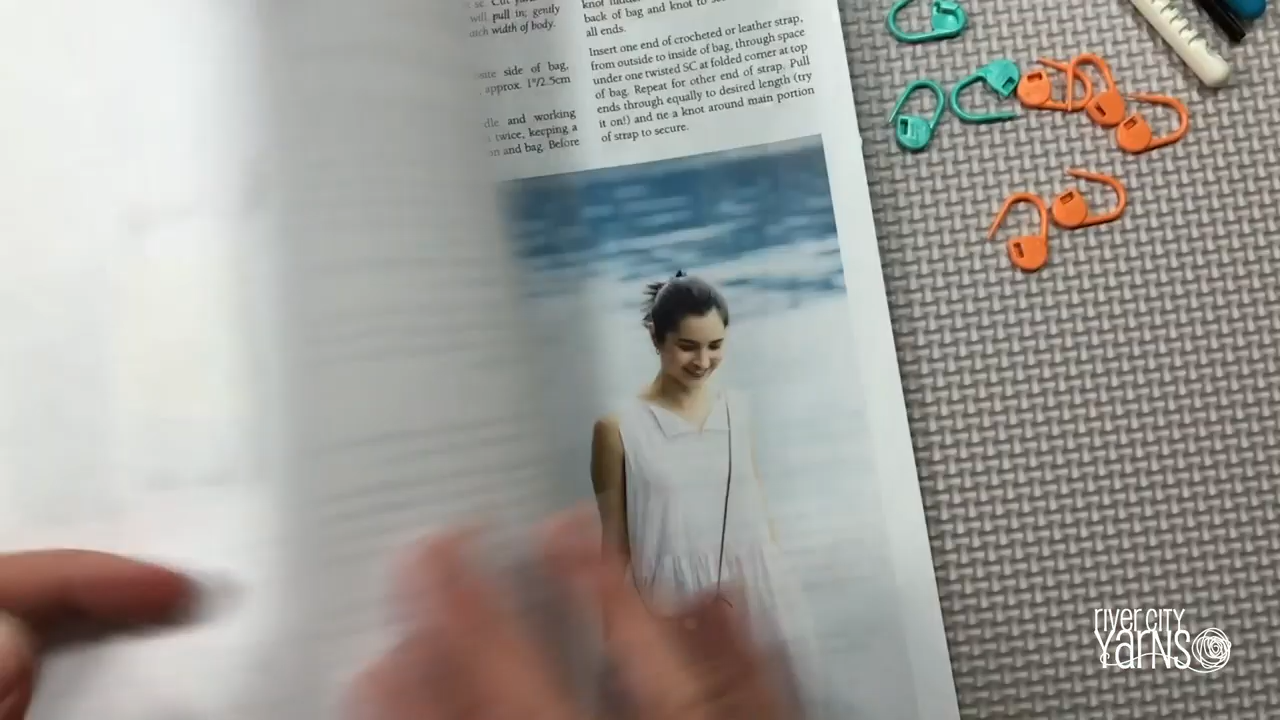 will pull in; gently
width of body.
side of bag,
approx. 1"/2.5cm
and working
twice, keeping a
and bag. Before
back of bag and knot to
all ends.
Insert one end of crocheted or leather strap,
from outside to inside of bag, through space
under one twisted SC at folded corner at top
of bag. Repeat for other end of strap. Pull
ends through equally to desired length (try
it on!) and tie a knot around main portion
of strap to secure.
river city
yarns